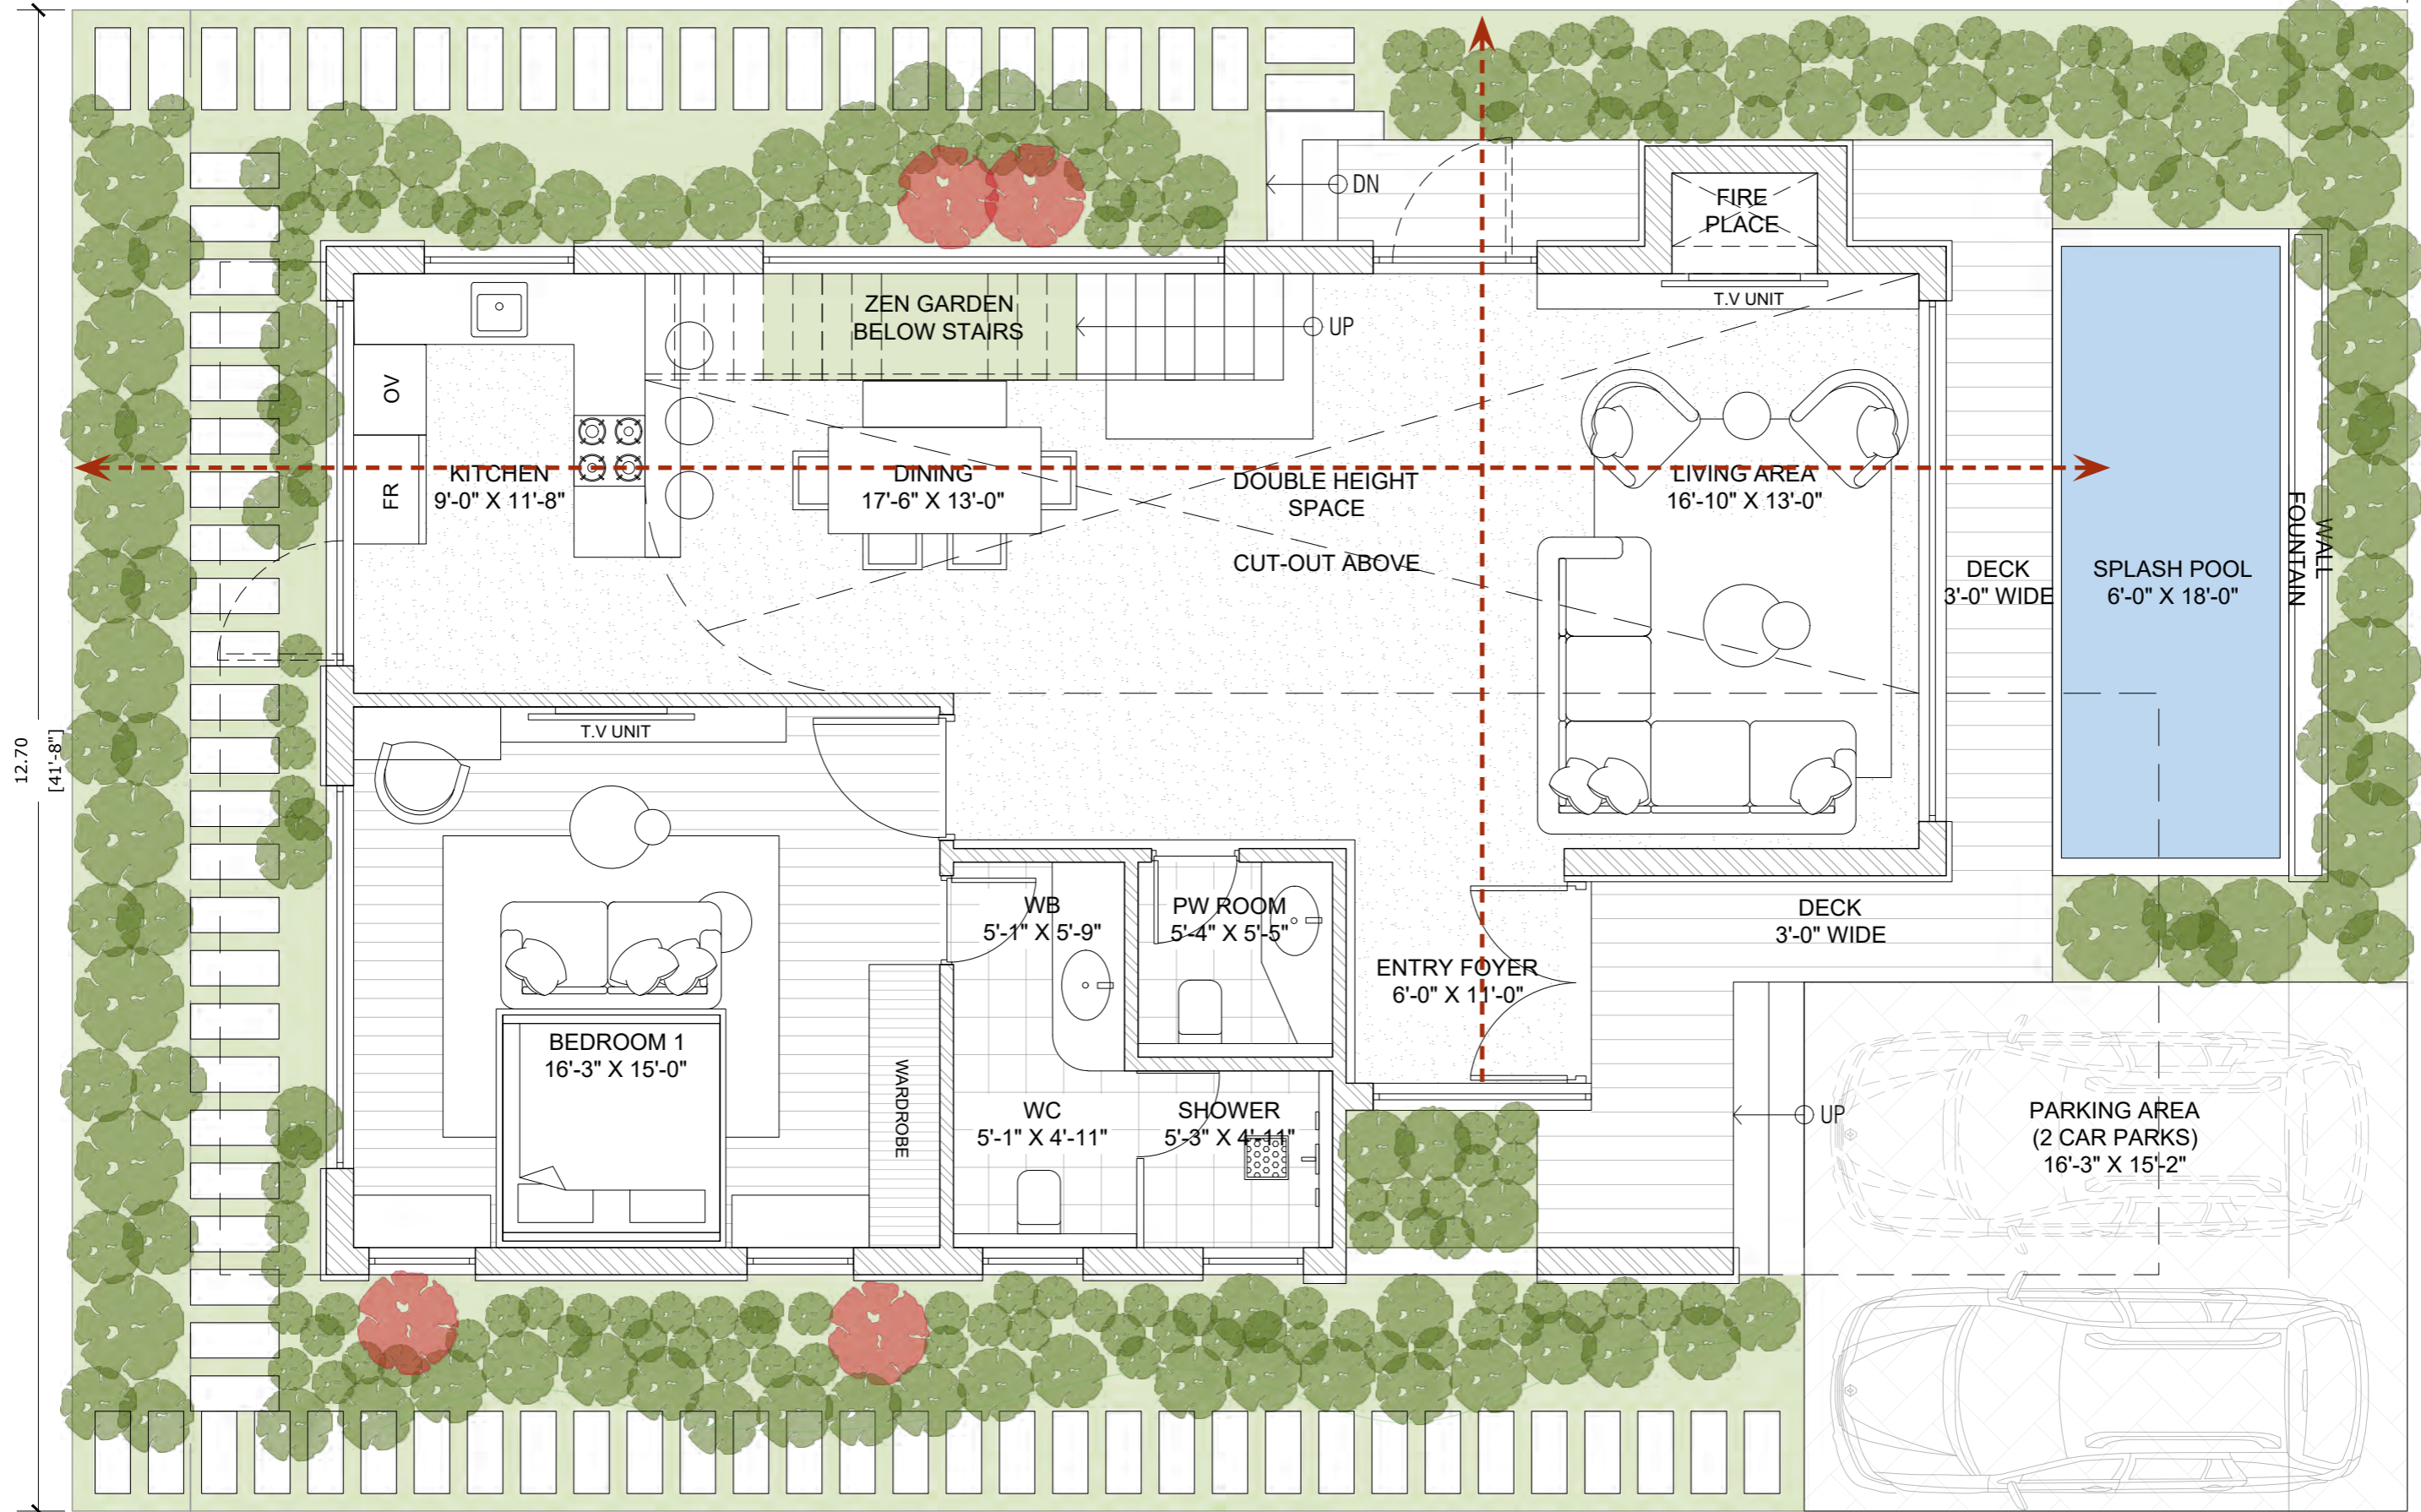 DN
FIRE
PLACE
ZEN GARDEN
BELOW STAIRS
UP
T.V UNIT
OV
FR
KITCHEN
9'-0" X 11'-8"
DINING
17'-6" X 13'-0"
DOUBLE HEIGHT
SPACE
CUT-OUT ABOVE
LIVING AREA
16'-10" X 13'-0"
DECK
3'-0" WIDE
SPLASH POOL
6'-0" X 18'-0"
WALL
FOUNTAIN
12.70
[41'-8"]
T.V UNIT
WB
5'-1" X 5'-9"
PW ROOM
5'-4" X 5'-5"
ENTRY FOYER
6'-0" X 11'-0"
DECK
3'-0" WIDE
BEDROOM 1
16'-3" X 15'-0"
WARDROBE
WC
5'-1" X 4'-11"
SHOWER
5'-3" X 4'-11"
UP
PARKING AREA
(2 CAR PARKS)
16'-3" X 15'-2"